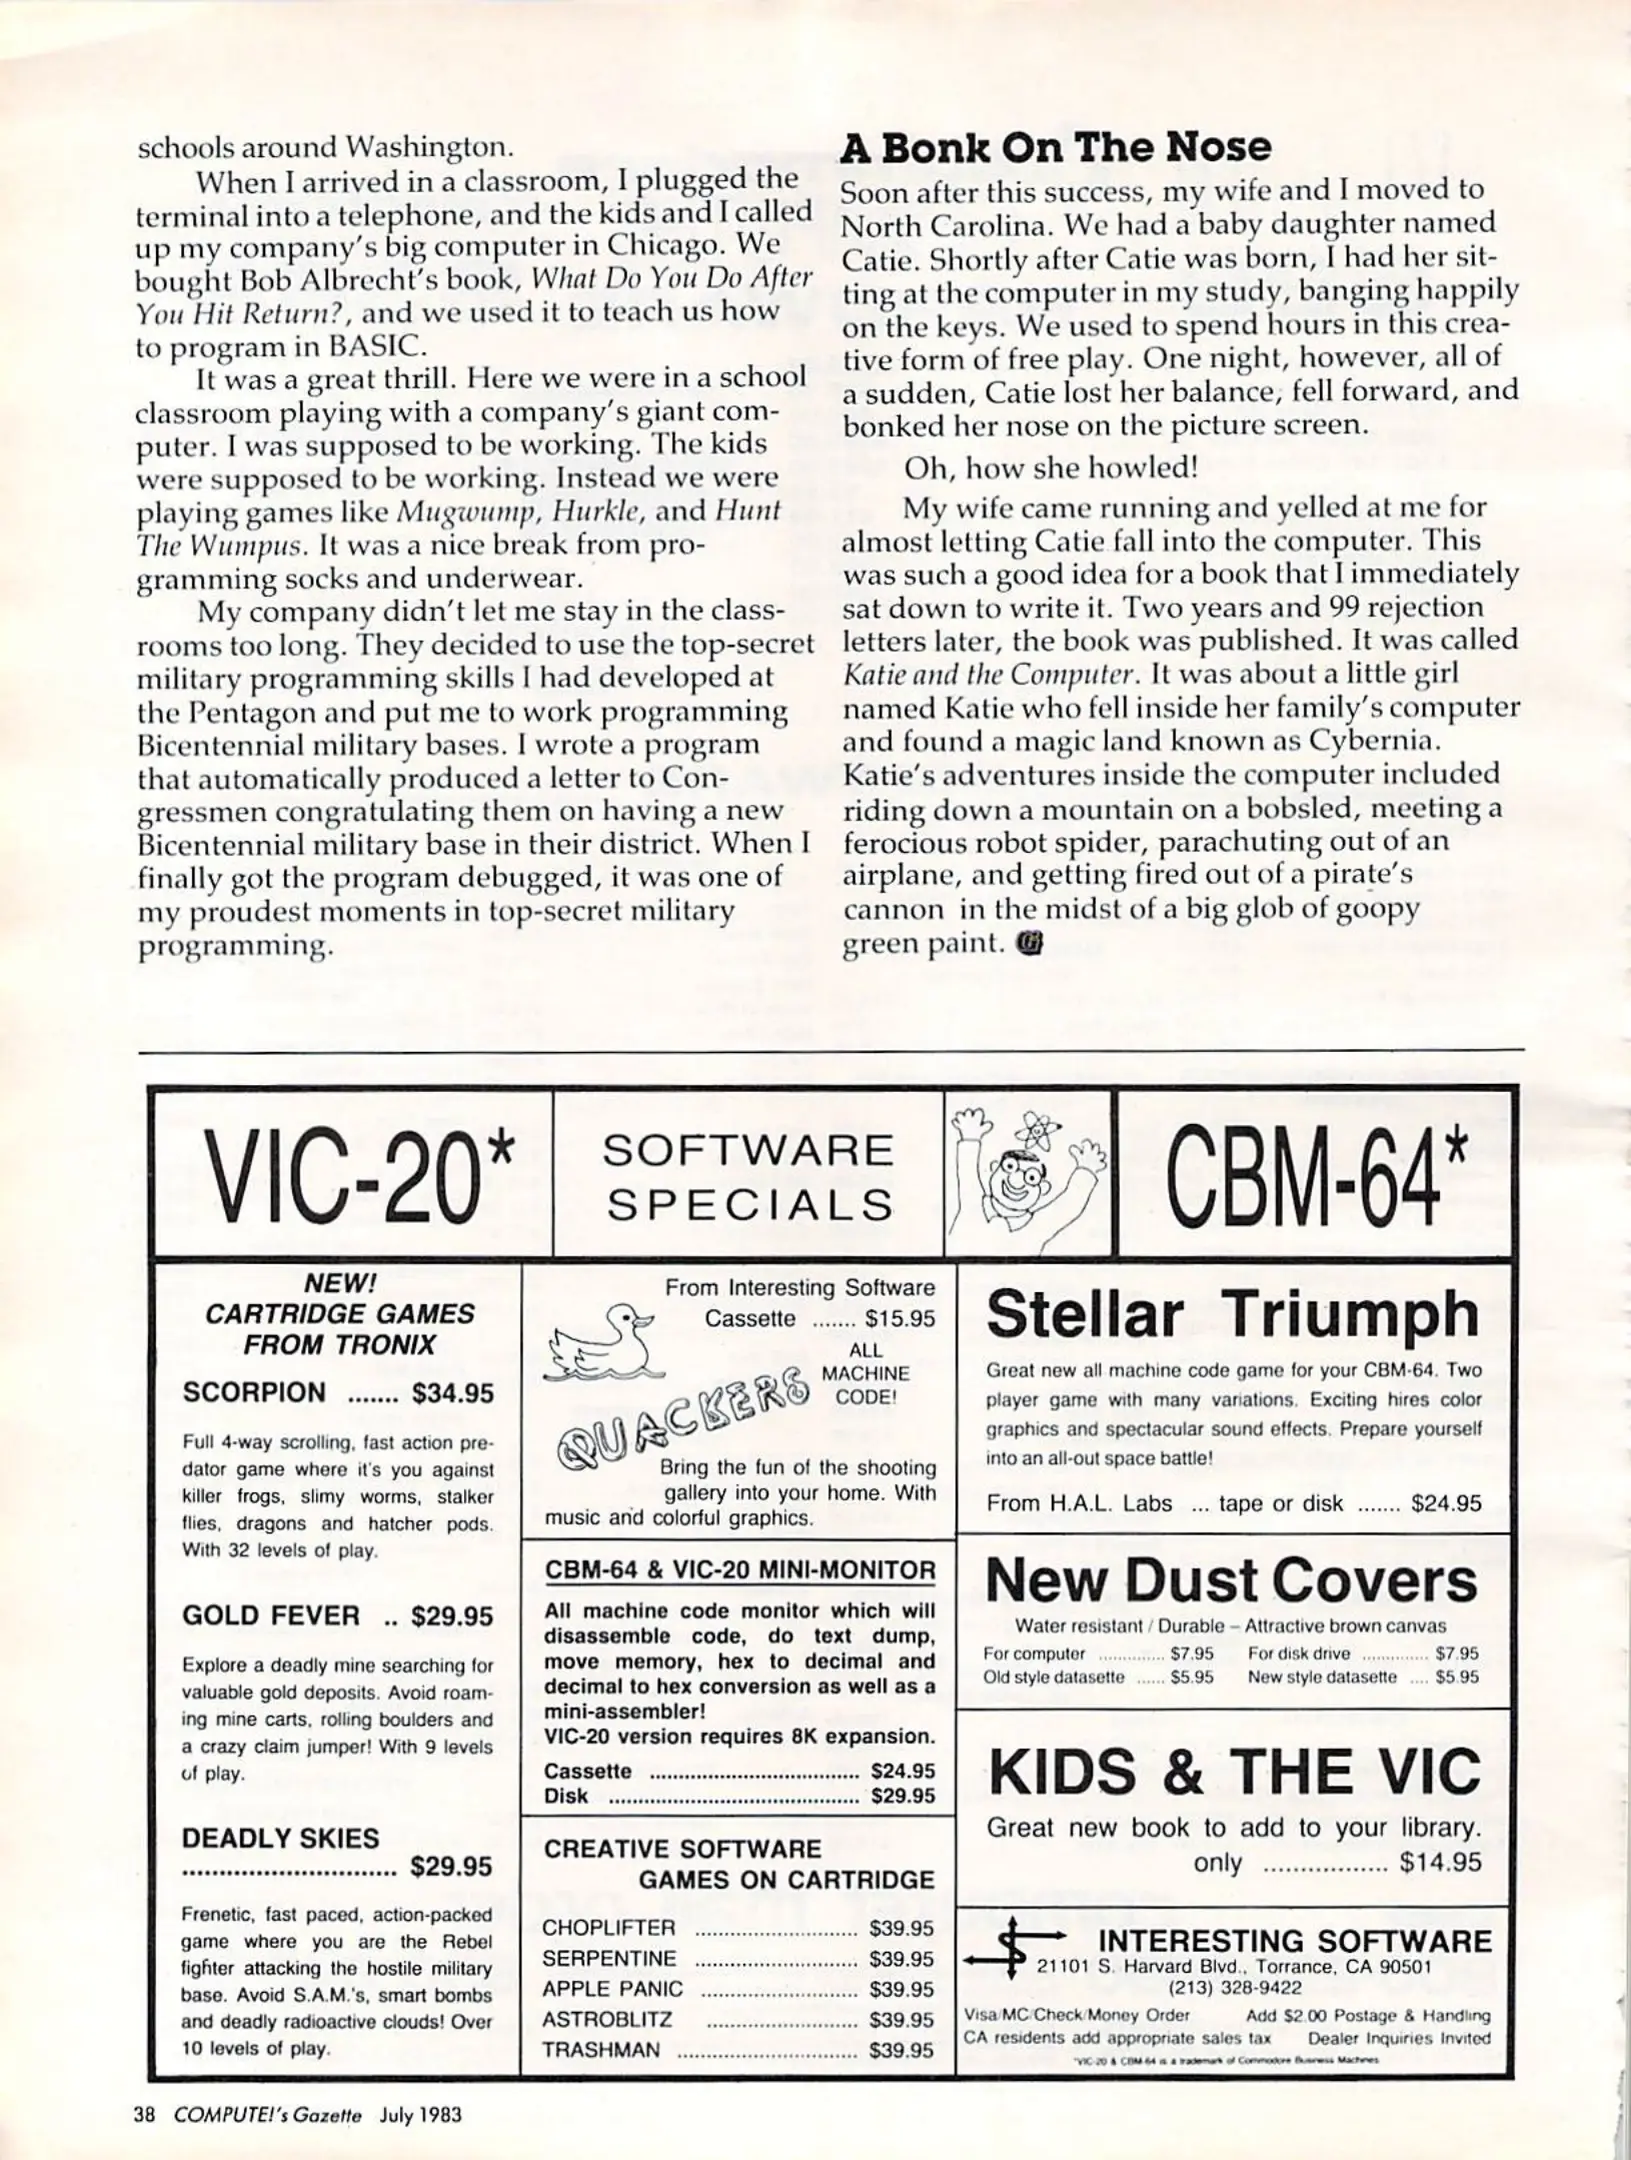 schools around Washington.
When I arrived in a classroom, I plugged the
terminal into a telephone, and the kids and I called
up my company's big computer in Chicago. We
bought Bob Albrecht's book, What Do You Do After
You Hit Return?, and we used it to teach us how
to program in BASIC.
It was a great thrill. Here we were in a school
classroom playing with a company's giant com-
puter. I was supposed to be working. The kids
were supposed to be working. Instead we were
playing games like Mugwump, Hurkle, and Hunt
The Wumpus. It was a nice break from pro-
gramming socks and underwear.
My company didn't let me stay in the class-
rooms too long. They decided to use the top-secret
military programming skills I had developed at
the Pentagon and put me to work programming
Bicentennial military bases. I wrote a program
that automatically produced a letter to Con-
gressmen congratulating them on having a new
Bicentennial military base in their district. When I
finally got the program debugged, it was one of
my proudest moments in top-secret military
programming.
A Bonk On The Nose
Soon after this success, my wife and I moved to
North Carolina. We had a baby daughter named
Catie. Shortly after Catie was born, I had her sit-
ting at the computer in my study, banging happily
on the keys. We used to spend hours in this crea-
tive form of free play. One night, however, all of
a sudden, Catie lost her balance, fell forward, and
bonked her nose on the picture screen.
Oh, how she howled!
My wife came running and yelled at me for
almost letting Catie fall into the computer. This
was such a good idea for a book that I immediately
sat down to write it. Two years and 99 rejection
letters later, the book was published. It was called
Katie and the Computer. It was about a little girl
named Katie who fell inside her family's computer
and found a magic land known as Cybernia.
Katie's adventures inside the computer included
riding down a mountain on a bobsled, meeting a
ferocious robot spider, parachuting out of an
airplane, and getting fired out of a pirate's
cannon in the midst of a big glob of goopy
green paint. G
VIC-20*
SOFTWARE
SPECIALS
CBM-64*
NEW!
CARTRIDGE GAMES
FROM TRONIX
SCORPION ....... $34.95
Full 4-way scrolling, fast action pre-
dator game where it's you against
killer frogs, slimy worms, stalker
flies, dragons and hatcher pods.
With 32 levels of play.
GOLD FEVER .. $29.95
Explore a deadly mine searching for
valuable gold deposits. Avoid roam-
ing mine carts, rolling boulders and
a crazy claim jumper! With 9 levels
of play.
DEADLY SKIES
............................. $29.95
Frenetic, fast paced, action-packed
game where you are the Rebel
fighter attacking the hostile military
base. Avoid S.A.M.'s, smart bombs
and deadly radioactive clouds! Over
10 levels of play.
From Interesting Software
Cassette ....... $15.95
ALL
MACHINE
CODE!
QUACKERS
Bring the fun of the shooting
gallery into your home. With
music and colorful graphics.
CBM-64 & VIC-20 MINI-MONITOR
All machine code monitor which will
disassemble code, do text dump,
move memory, hex to decimal and
decimal to hex conversion as well as a
mini-assembler!
VIC-20 version requires 8K expansion.
Cassette ..................................... $24.95
Disk ............................................ $29.95
CREATIVE SOFTWARE
GAMES ON CARTRIDGE
CHOPLIFTER ............................ $39.95
SERPENTINE ............................ $39.95
APPLE PANIC ........................... $39.95
ASTROBLITZ .......................... $39.95
TRASHMAN ............................... $39.95
Stellar Triumph
Great new all machine code game for your CBM-64. Two
player game with many variations. Exciting hires color
graphics and spectacular sound effects. Prepare yourself
into an all-out space battle!
From H.A.L. Labs ... tape or disk ....... $24.95
New Dust Covers
Water resistant / Durable – Attractive brown canvas
For computer .............. $7.95 For disk drive .............. $7.95
Old style datasette ...... $5.95 New style datasette .... $5.95
KIDS & THE VIC
Great new book to add to your library.
only ................. $14.95
INTERESTING SOFTWARE
21101 S. Harvard Blvd., Torrance, CA 90501
(213) 328-9422
Visa/MC/Check/Money Order Add $2.00 Postage & Handling
CA residents add appropriate sales tax Dealer Inquiries Invited
*VIC-20 & CBM-64 is a trademark of Commodore Business Machines
38 COMPUTE!'s Gazette July 1983